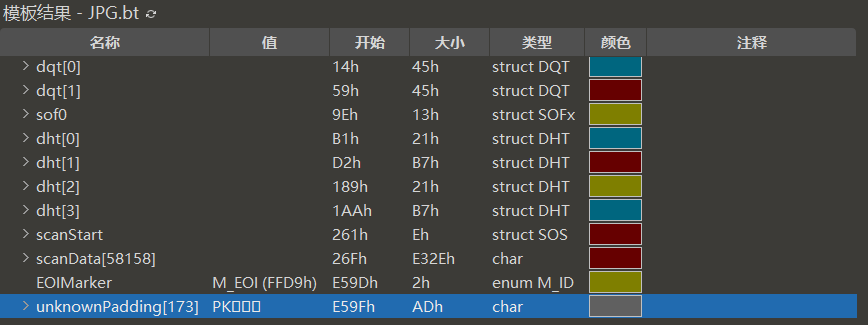 模板结果 - JPG.bt
名称 值 开始 大小 类型 颜色 注释
dqt[0] 14h 45h struct DQT
dqt[1] 59h 45h struct DQT
sof0 9Eh 13h struct SOFx
dht[0] B1h 21h struct DHT
dht[1] D2h B7h struct DHT
dht[2] 189h 21h struct DHT
dht[3] 1AAh B7h struct DHT
scanStart 261h Eh struct SOS
scanData[58158] 26Fh E32Eh char
EOIMarker M_EOI (FFD9h) E59Dh 2h enum M_ID
unknownPadding[173] PK▯▯▯ E59Fh ADh char